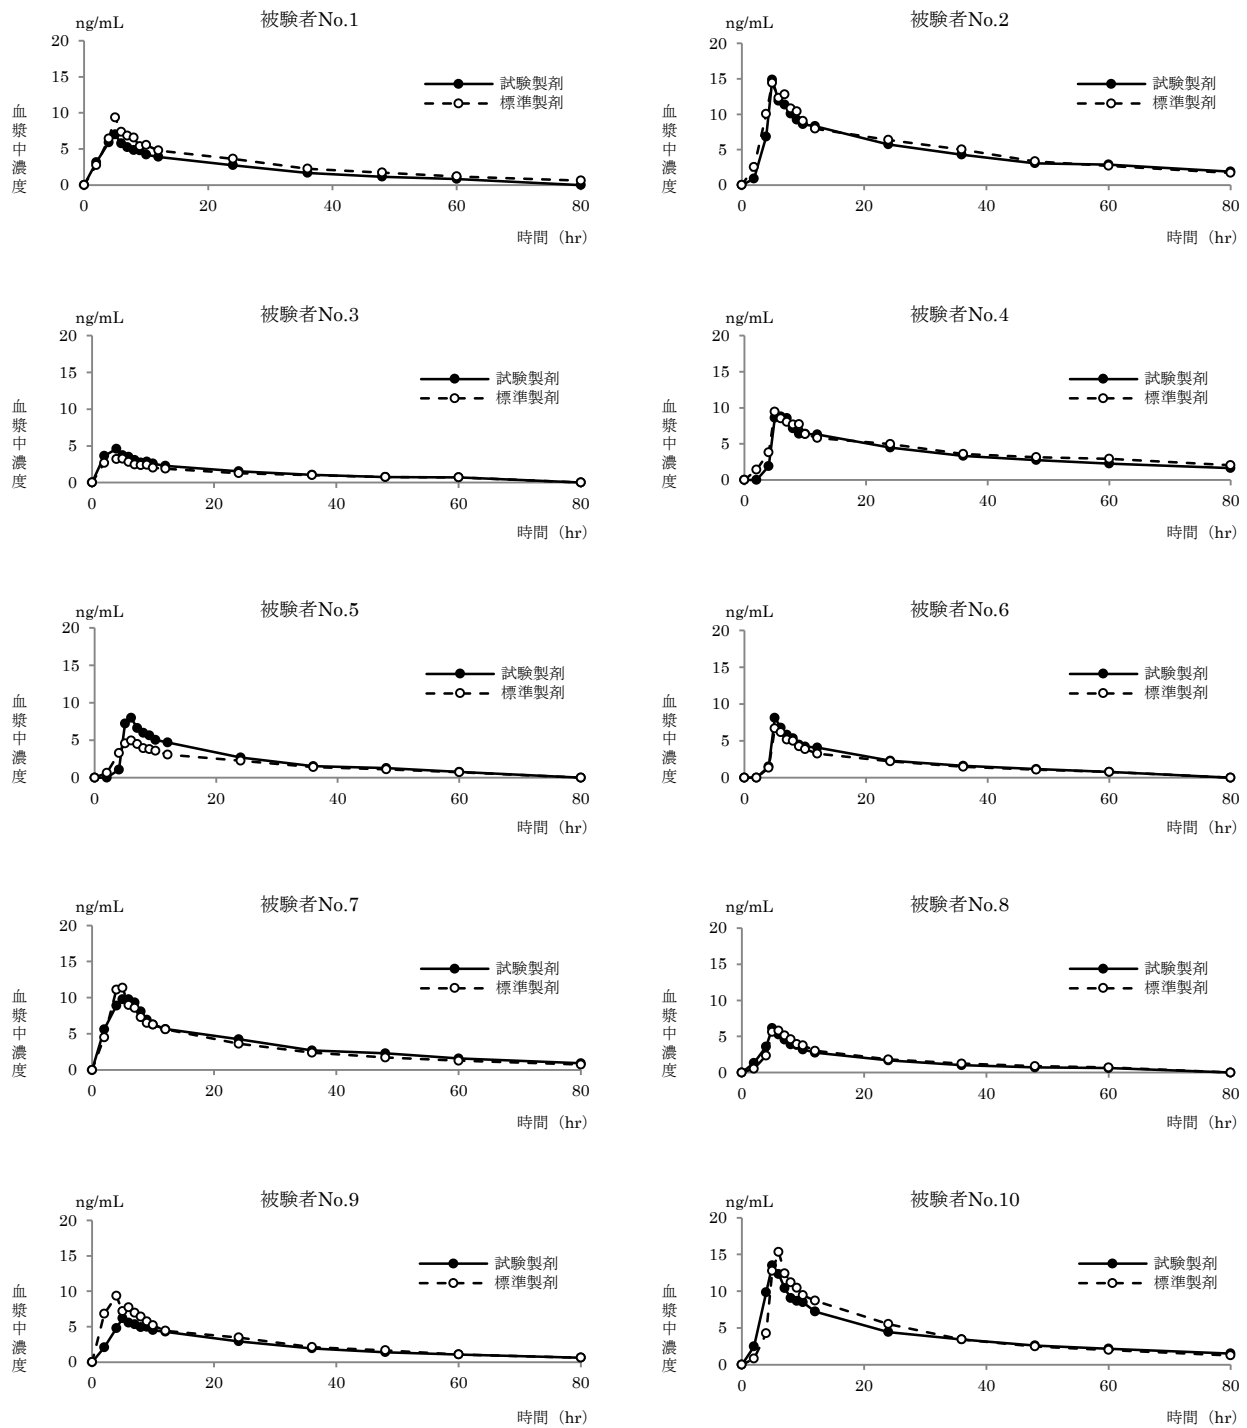 ng/mL 被験者No.1
20
15
10
5
0
血漿中濃度
試験製剤
標準製剤
0 20 40 60 80
時間 (hr)
ng/mL 被験者No.2
20
15
10
5
0
血漿中濃度
試験製剤
標準製剤
0 20 40 60 80
時間 (hr)
ng/mL 被験者No.3
20
15
10
5
0
血漿中濃度
試験製剤
標準製剤
0 20 40 60 80
時間 (hr)
ng/mL 被験者No.4
20
15
10
5
0
血漿中濃度
試験製剤
標準製剤
0 20 40 60 80
時間 (hr)
ng/mL 被験者No.5
20
15
10
5
0
血漿中濃度
試験製剤
標準製剤
0 20 40 60 80
時間 (hr)
ng/mL 被験者No.6
20
15
10
5
0
血漿中濃度
試験製剤
標準製剤
0 20 40 60 80
時間 (hr)
ng/mL 被験者No.7
20
15
10
5
0
血漿中濃度
試験製剤
標準製剤
0 20 40 60 80
時間 (hr)
ng/mL 被験者No.8
20
15
10
5
0
血漿中濃度
試験製剤
標準製剤
0 20 40 60 80
時間 (hr)
ng/mL 被験者No.9
20
15
10
5
0
血漿中濃度
試験製剤
標準製剤
0 20 40 60 80
時間 (hr)
ng/mL 被験者No.10
20
15
10
5
0
血漿中濃度
試験製剤
標準製剤
0 20 40 60 80
時間 (hr)